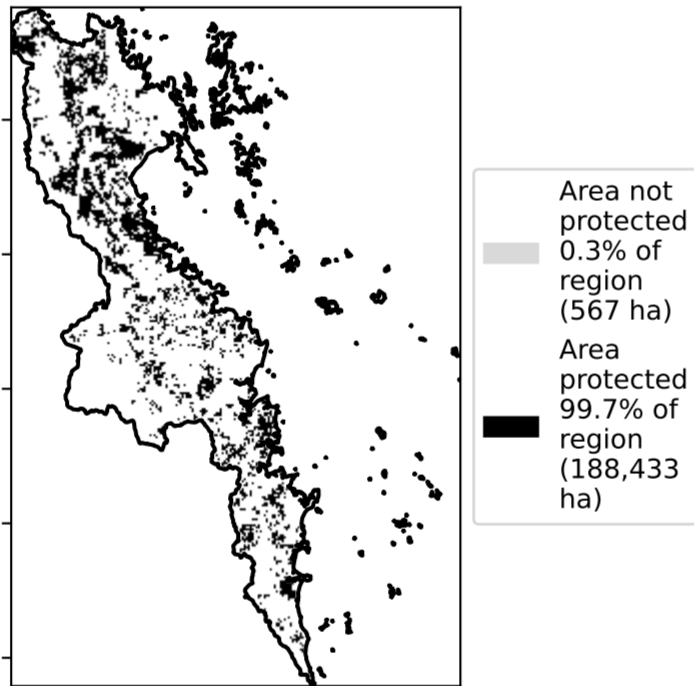 Area not
protected
0.3% of
region
(567 ha)
Area
protected
99.7% of
region
(188,433
ha)